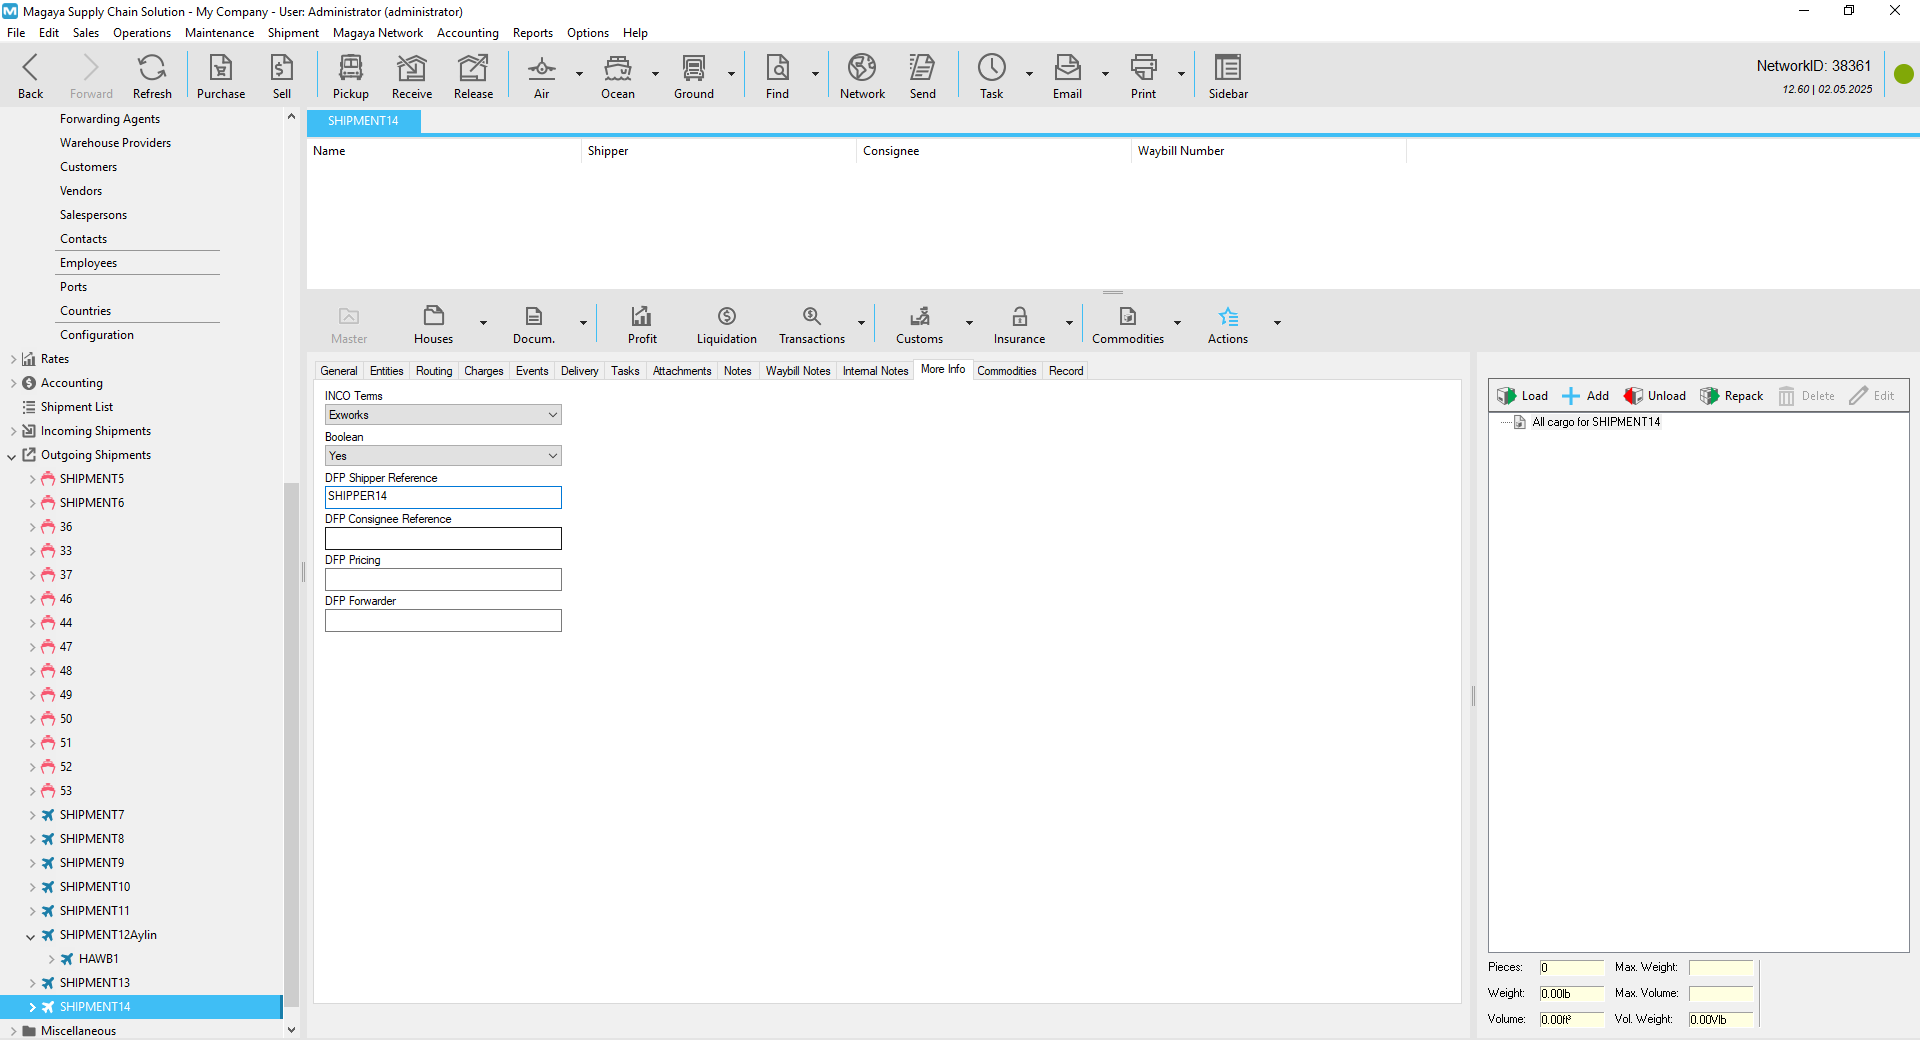 Magaya Supply Chain Solution - My Company - User: Administrator (administrator)
File Edit Sales Operations Maintenance Shipment Magaya Network Accounting Reports Options Help
Back Forward Refresh Purchase Sell Pickup Receive Release Air Ocean Ground Find Network Send Task Email Print Sidebar
NetworkID: 38361
12.60 | 02.05.2025
Forwarding Agents
Warehouse Providers
Customers
Vendors
Salespersons
Contacts
Employees
Ports
Countries
Configuration
Rates
Accounting
Shipment List
Incoming Shipments
Outgoing Shipments
SHIPMENT5
SHIPMENT6
36
33
37
46
44
47
48
49
50
51
52
53
SHIPMENT7
SHIPMENT8
SHIPMENT9
SHIPMENT10
SHIPMENT11
SHIPMENT12Aylin
HAWB1
SHIPMENT13
SHIPMENT14
Miscellaneous
SHIPMENT14
Name Shipper Consignee Waybill Number
Master Houses Docum. Profit Liquidation Transactions Customs Insurance Commodities Actions
General Entities Routing Charges Events Delivery Tasks Attachments Notes Waybill Notes Internal Notes More Info Commodities Record
INCO Terms
Exworks
Boolean
Yes
DFP Shipper Reference
SHIPPER14
DFP Consignee Reference
DFP Pricing
DFP Forwarder
Load Add Unload Repack Delete Edit
All cargo for SHIPMENT14
Pieces: 0 Max. Weight:
Weight: 0.00lb Max. Volume:
Volume: 0.00ft³ Vol. Weight: 0.00Vlb